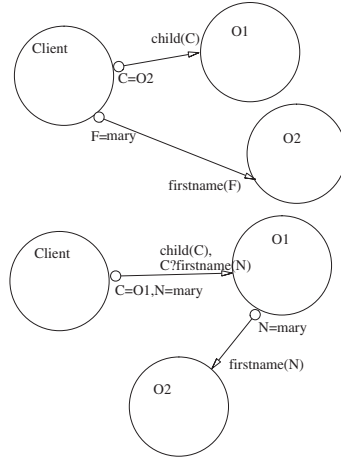 Client
child(C)
O1
C=O2
F=mary
O2
firstname(F)
Client
child(C),
C?firstname(N)
O1
C=O1,N=mary
N=mary
firstname(N)
O2